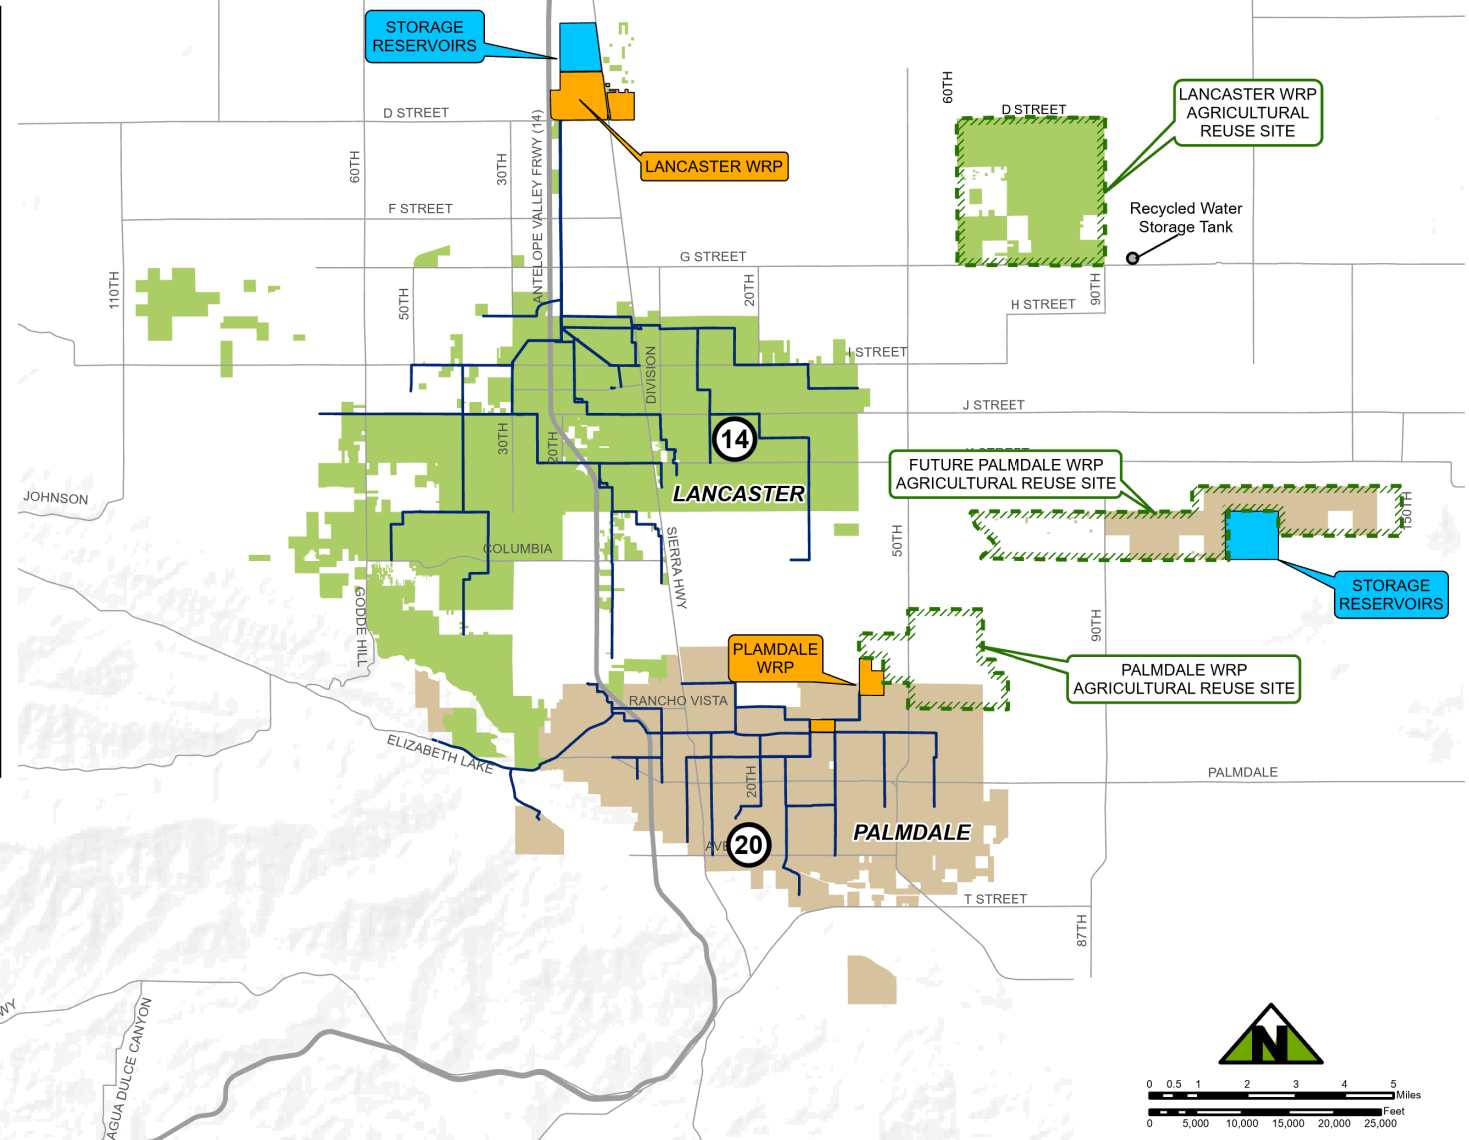 STORAGE
RESERVOIRS
60TH
LANCASTER WRP
AGRICULTURAL
REUSE SITE
D STREET
D STREET
ANTELOPE VALLEY FRWY (14)
60TH
30TH
LANCASTER WRP
F STREET
Recycled Water
Storage Tank
G STREET
110TH
50TH
20TH
90TH
H STREET
I STREET
DIVISION
J STREET
30TH
20TH
14
FUTURE PALMDALE WRP
AGRICULTURAL REUSE SITE
JOHNSON
LANCASTER
150TH
50TH
COLUMBIA
SIERRA HWY
STORAGE
RESERVOIRS
GODDE HILL
90TH
PLAMDALE
WRP
PALMDALE WRP
AGRICULTURAL REUSE SITE
RANCHO VISTA
ELIZABETH LAKE
20TH
PALMDALE
PALMDALE
AVE
20
T STREET
87TH
WY
AGUA DULCE CANYON
N
0 0.5 1 2 3 4 5
Miles
Feet
0 5,000 10,000 15,000 20,000 25,000